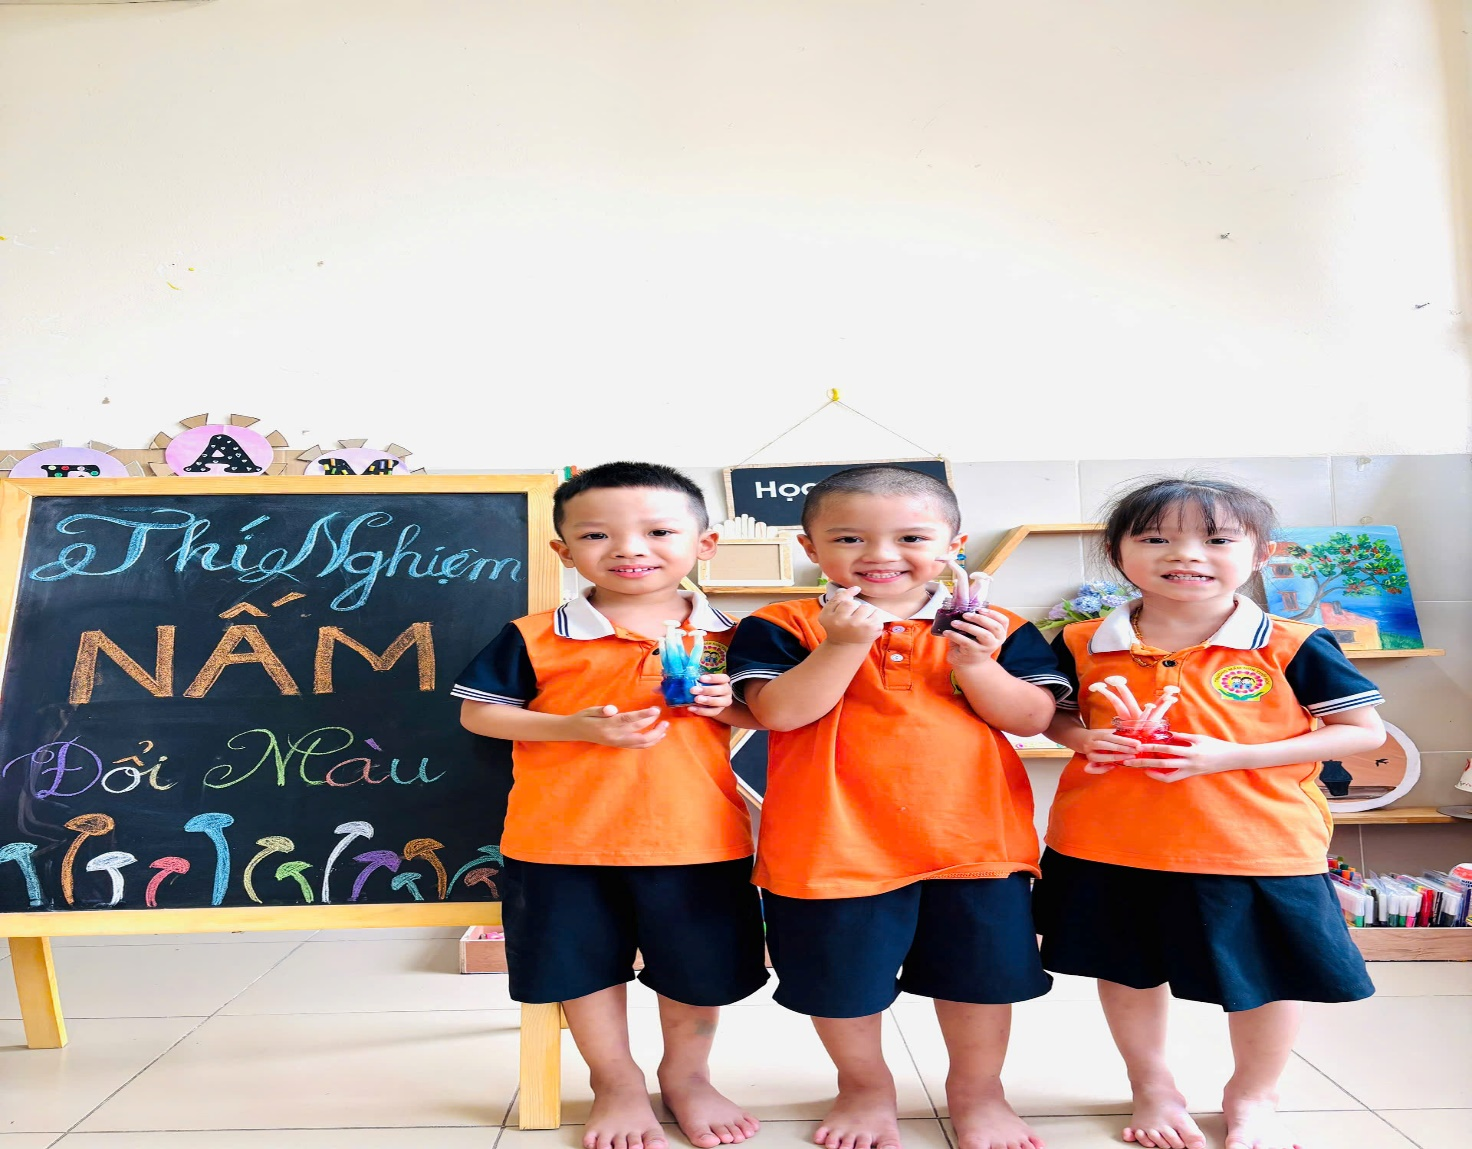 Thí Nghiệm
NẤM
Đổi Màu